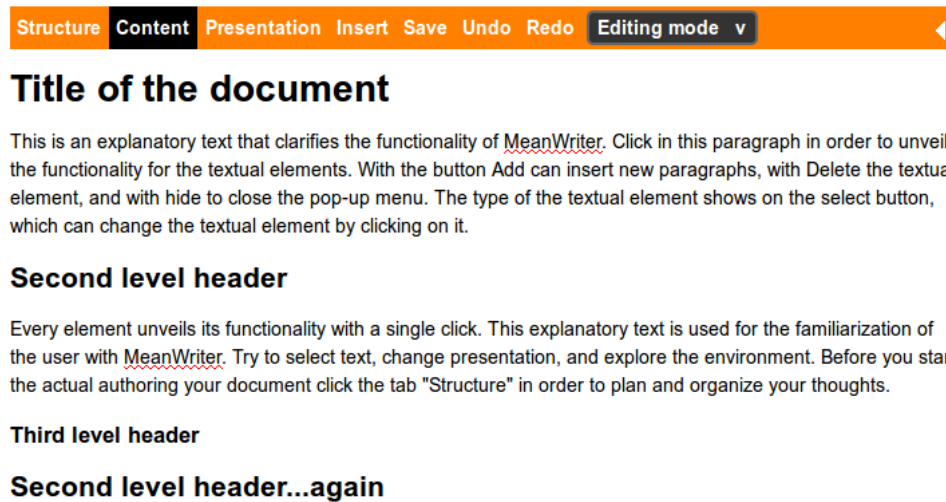 Structure Content Presentation Insert Save Undo Redo Editing mode v
Title of the document
This is an explanatory text that clarifies the functionality of MeanWriter. Click in this paragraph in order to unveil
the functionality for the textual elements. With the button Add can insert new paragraphs, with Delete the textua
element, and with hide to close the pop-up menu. The type of the textual element shows on the select button,
which can change the textual element by clicking on it.
Second level header
Every element unveils its functionality with a single click. This explanatory text is used for the familiarization of
the user with MeanWriter. Try to select text, change presentation, and explore the environment. Before you star
the actual authoring your document click the tab "Structure" in order to plan and organize your thoughts.
Third level header
Second level header...again